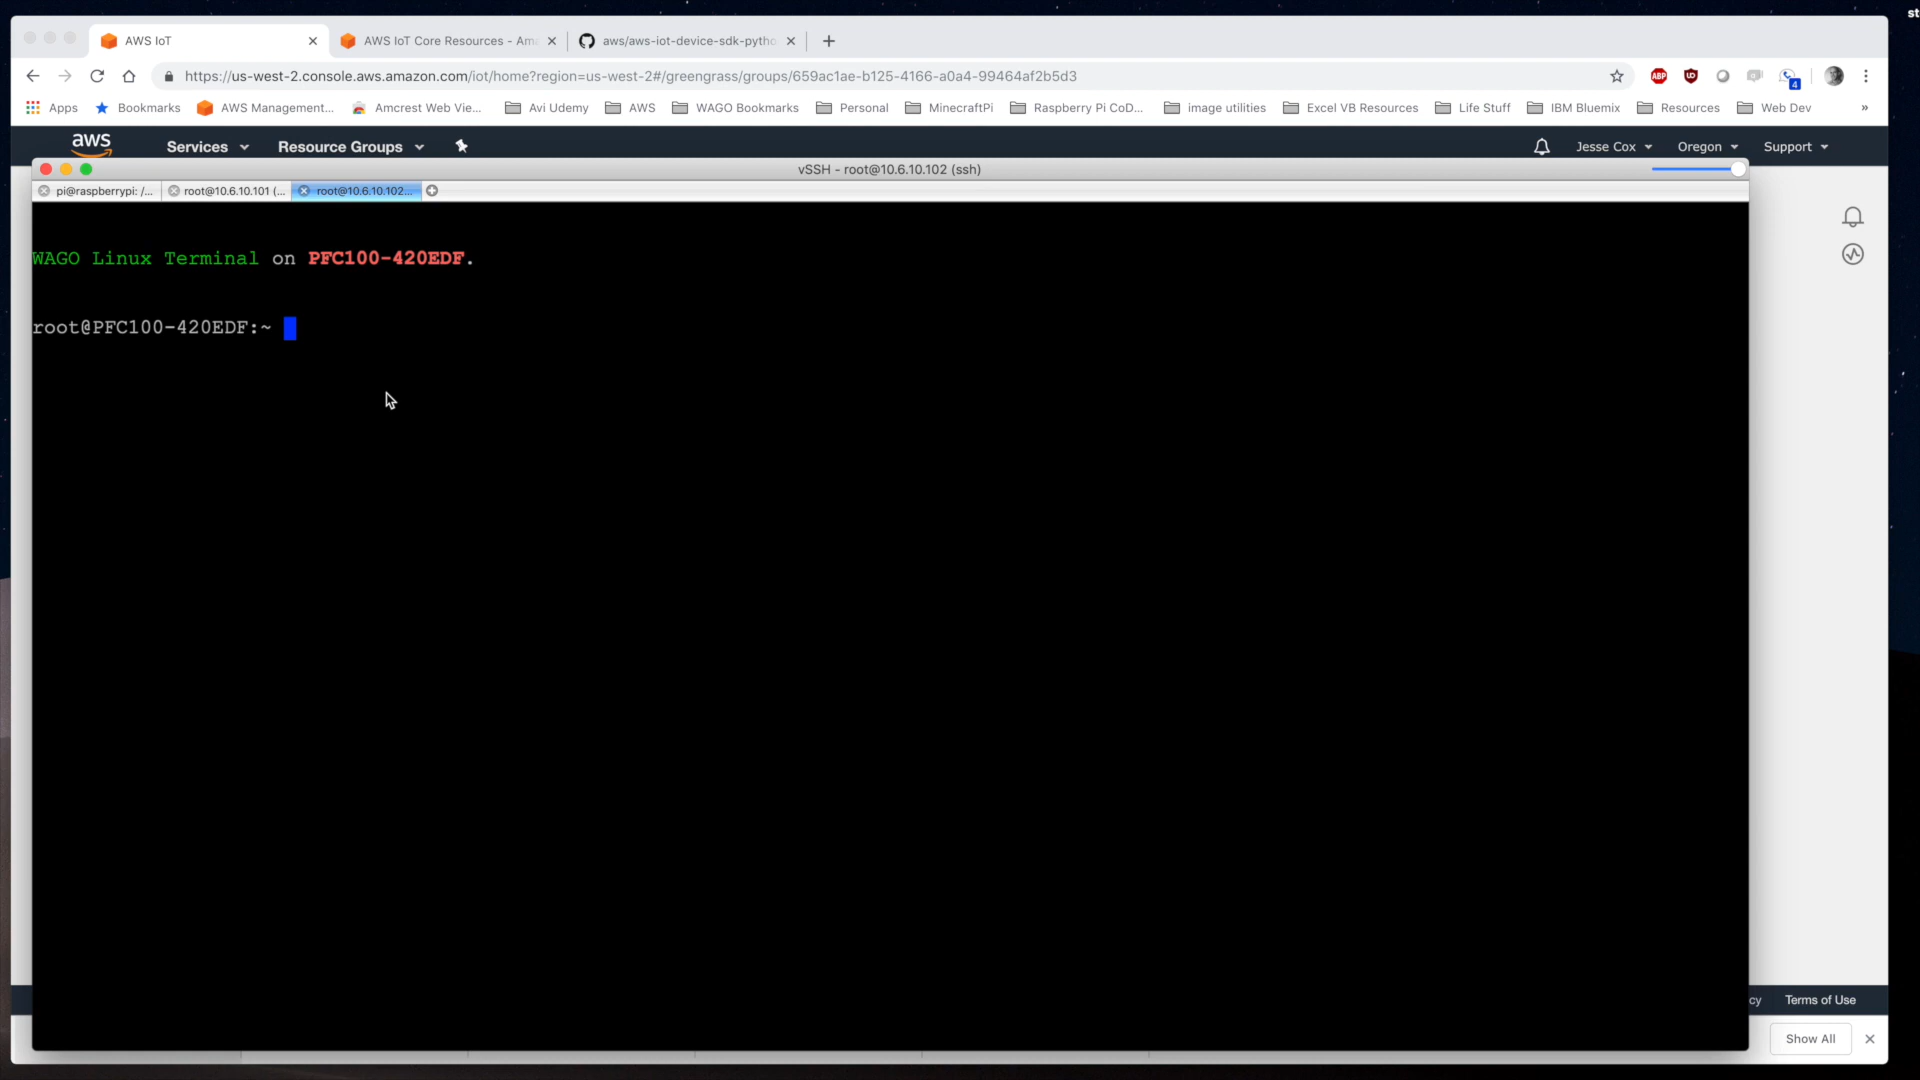 st
AWS IoT
AWS IoT Core Resources - Ama
aws/aws-iot-device-sdk-pytho
https://us-west-2.console.aws.amazon.com/iot/home?region=us-west-2#/greengrass/groups/659ac1ae-b125-4166-a0a4-99464af2b5d3
ABP
4
Apps
Bookmarks
AWS Management...
Amcrest Web Vie...
Avi Udemy
AWS
WAGO Bookmarks
Personal
MinecraftPi
Raspberry Pi CoD...
image utilities
Excel VB Resources
Life Stuff
IBM Bluemix
Resources
Web Dev
»
aws
Services
Resource Groups
Jesse Cox
Oregon
Support
vSSH - root@10.6.10.102 (ssh)
pi@raspberrypi: /...
root@10.6.10.101 (...
root@10.6.10.102...
WAGO Linux Terminal on PFC100-420EDF.
root@PFC100-420EDF:~
cy
Terms of Use
Show All